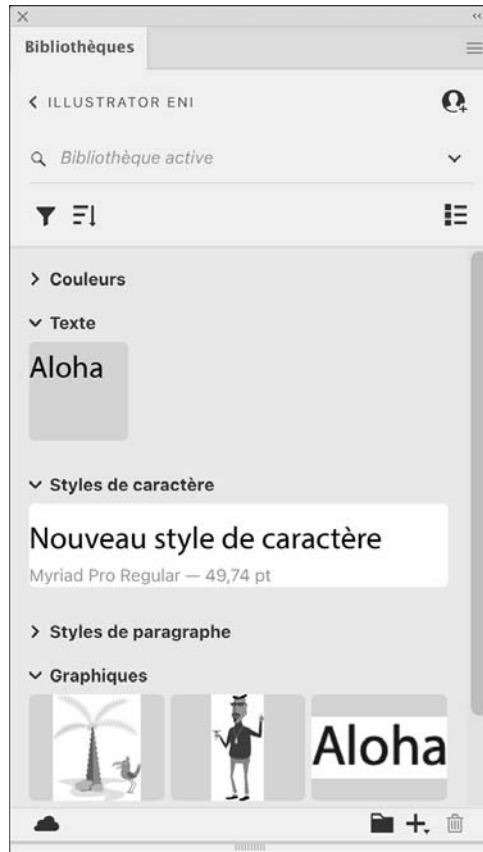 Bibliothèques
ILLUSTRATOR ENI
Bibliothèque active
Couleurs
Texte
Aloha
Styles de caractère
Nouveau style de caractère
Myriad Pro Regular — 49,74 pt
Styles de paragraphe
Graphiques
Aloha